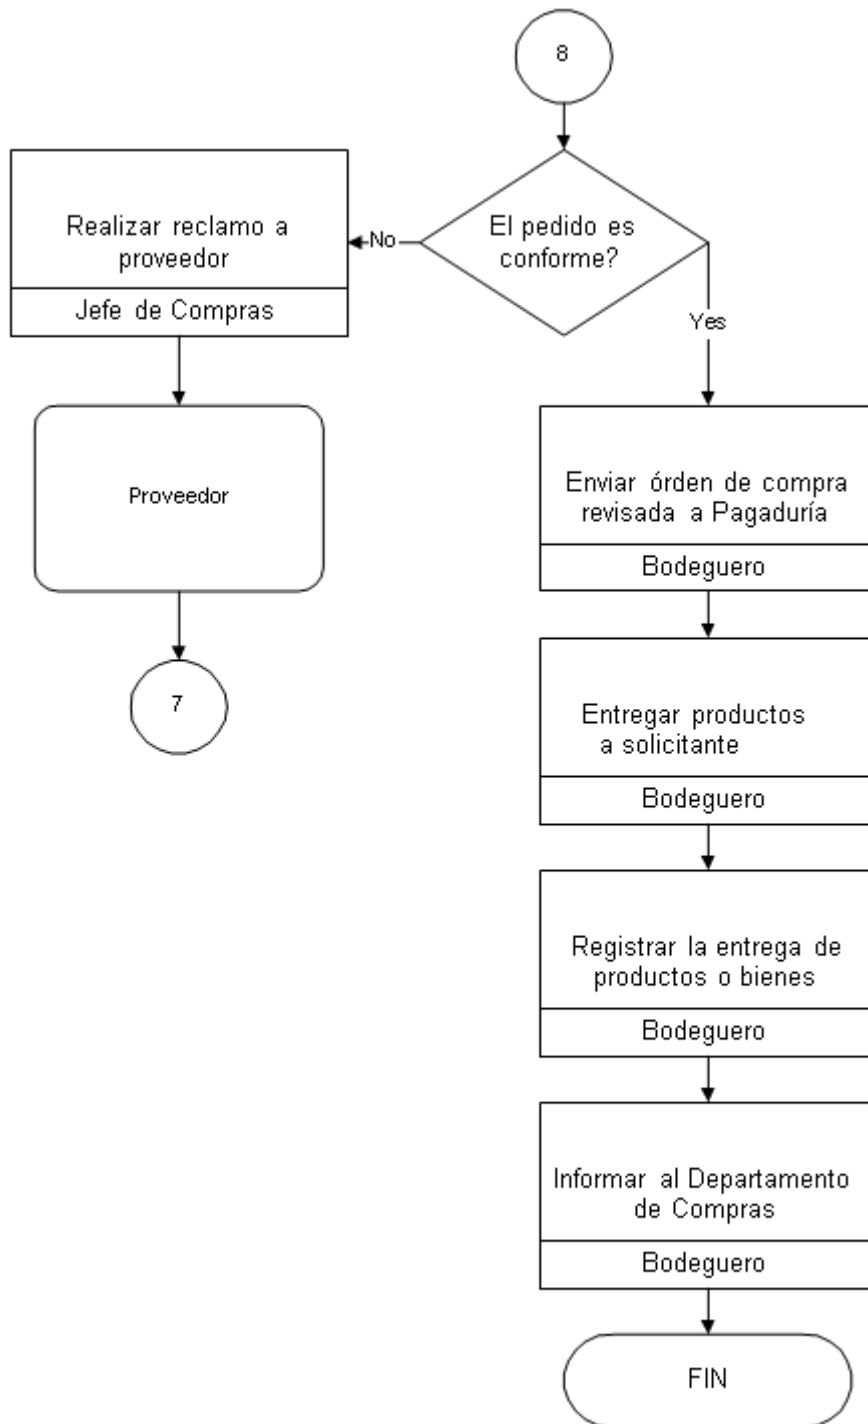 8
El pedido es
conforme?
No
Yes
Realizar reclamo a
proveedor
Jefe de Compras
Proveedor
7
Enviar órden de compra
revisada a Pagaduría
Bodeguero
Entregar productos
a solicitante
Bodeguero
Registrar la entrega de
productos o bienes
Bodeguero
Informar al Departamento
de Compras
Bodeguero
FIN